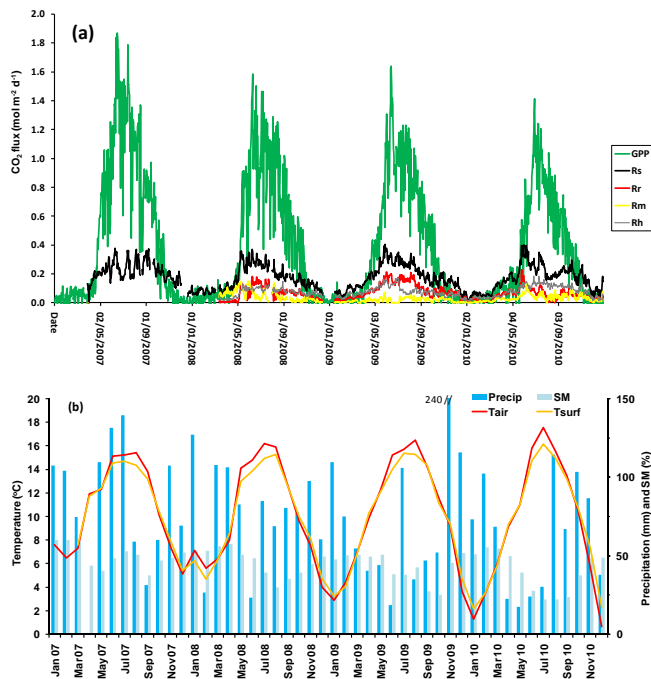 (a)
CO2 flux (mol m-2 d-1)
2.0
1.8
1.6
1.4
1.2
1.0
0.8
0.6
0.4
0.2
0.0
GPP
Rs
Rr
Rm
Rh
Date
02/05/2007
01/09/2007
01/01/2008
02/05/2008
01/09/2008
01/01/2009
05/06/2009
04/09/2009
02/01/2010
04/06/2010
03/09/2010
(b)
Temperature (oC)
20
18
16
14
12
10
8
6
4
2
0
240 //
Precip
SM
Tair
Tsurf
150
100
50
0
Precipitation (mm) and SM (%)
Jan 07
Mar 07
May 07
Jul 07
Sep 07
Nov 07
Jan 08
Mar 08
May 08
Jul 08
Sep 08
Nov 08
Jan 09
Mar 09
May 09
Jul 09
Sep 09
Nov 09
Jan 10
Mar 10
May 10
Jul 10
Sep 10
Nov 10